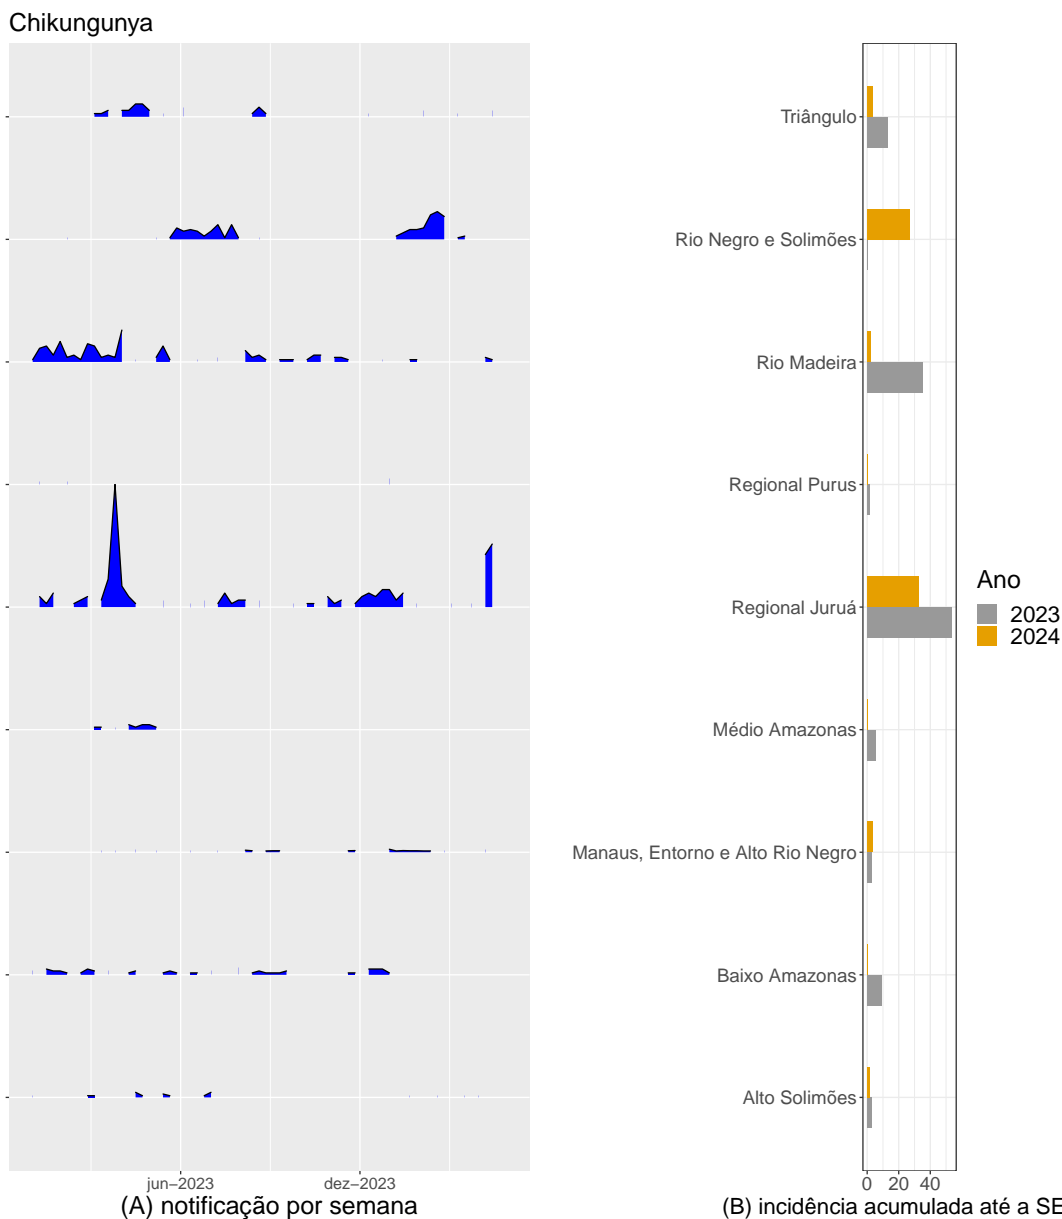 Chikungunya
Triângulo
Rio Negro e Solimões
Rio Madeira
Regional Purus
Regional Juruá
Médio Amazonas
Manaus, Entorno e Alto Rio Negro
Baixo Amazonas
Alto Solimões
Ano
2023
2024
jun–2023
dez–2023
0
20
40
(A) notificação por semana
(B) incidência acumulada até a SE